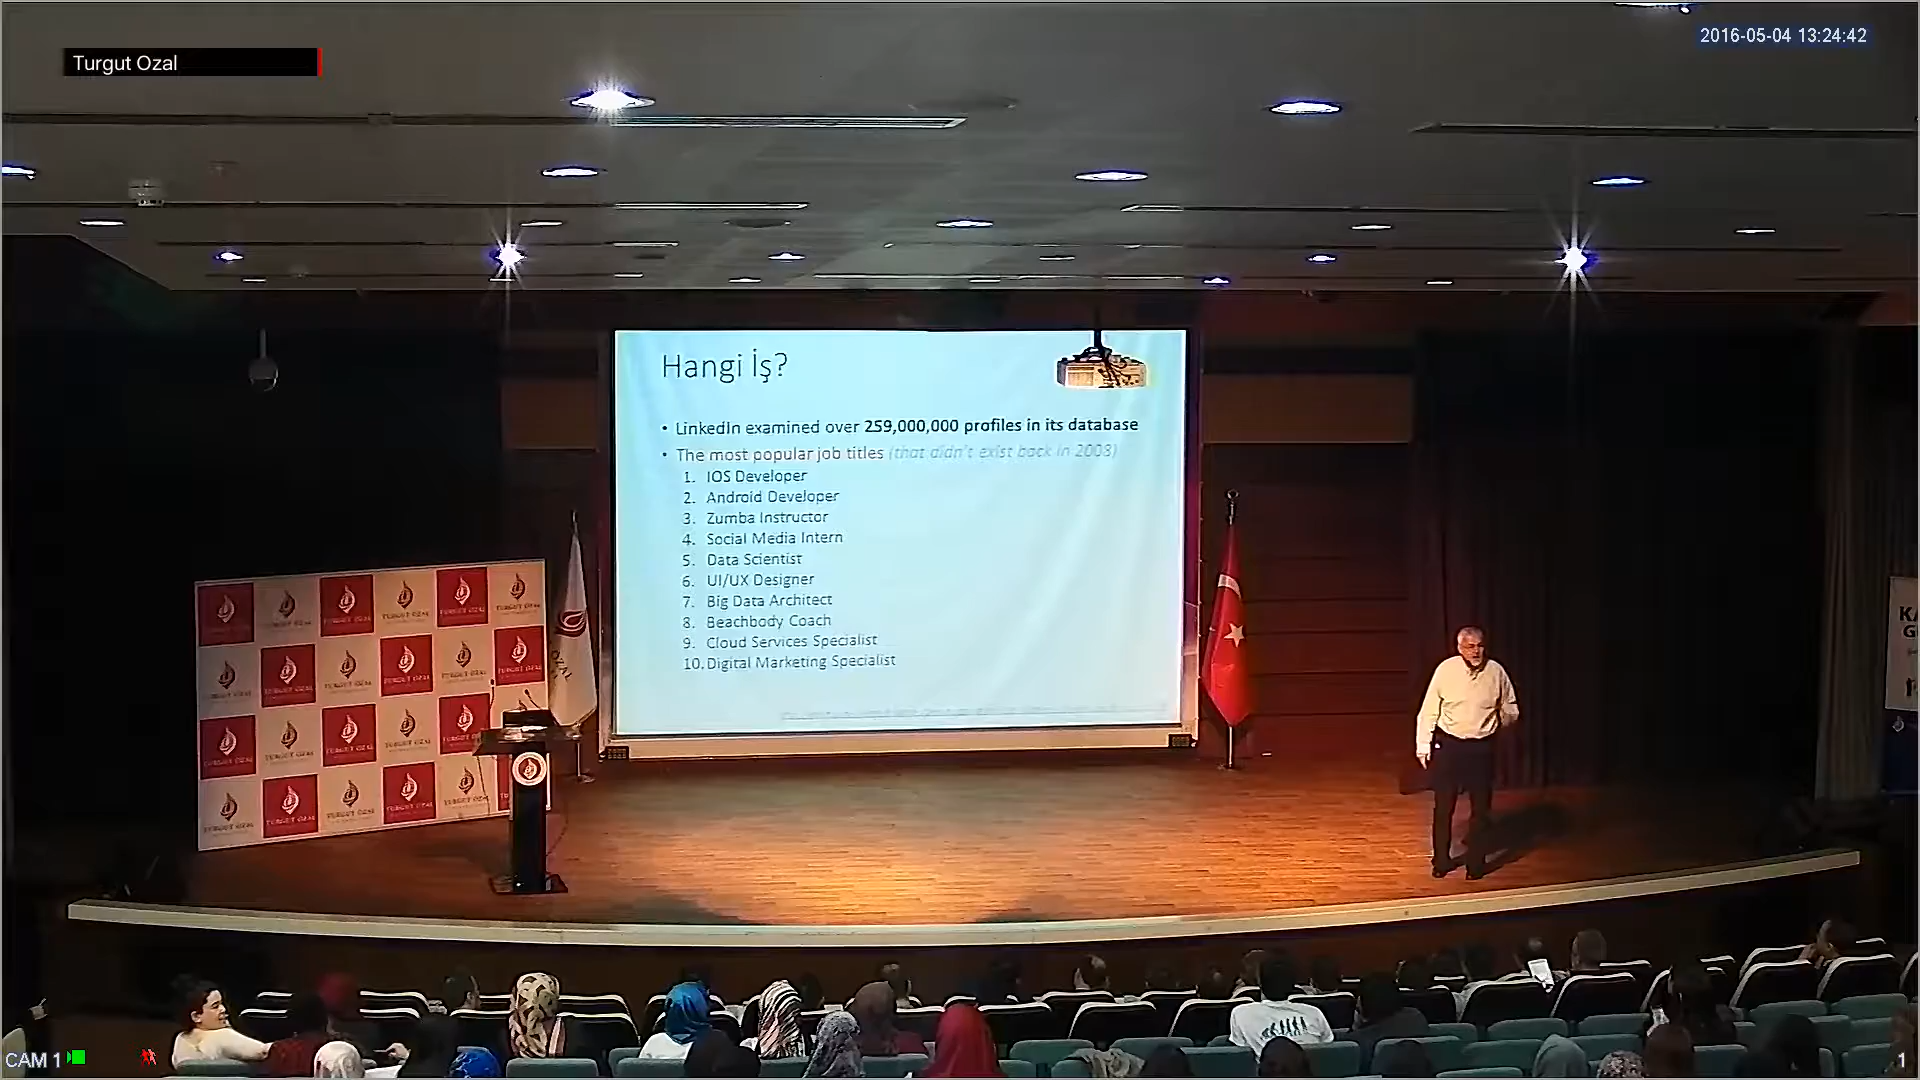 2016-05-04 13:24:42
Turgut Ozal
Hangi İş?
• LinkedIn examined over 259,000,000 profiles in its database
• The most popular job titles (that didn't exist back in 2008)
1. IOS Developer
2. Android Developer
3. Zumba Instructor
4. Social Media Intern
5. Data Scientist
6. UI/UX Designer
7. Big Data Architect
8. Beachbody Coach
9. Cloud Services Specialist
10. Digital Marketing Specialist
TURGUT OZAL
CAM 1
1